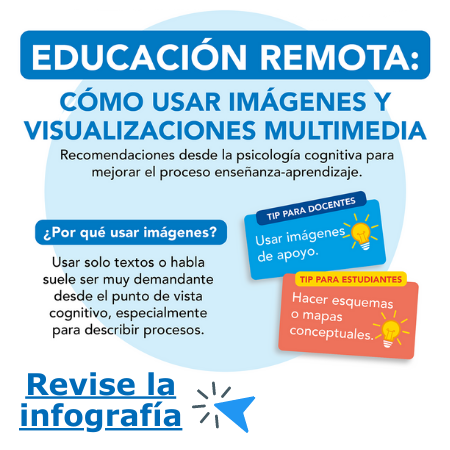 EDUCACIÓN REMOTA:
CÓMO USAR IMÁGENES Y
VISUALIZACIONES MULTIMEDIA
Recomendaciones desde la psicología cognitiva para
mejorar el proceso enseñanza-aprendizaje.
¿Por qué usar imágenes?
Usar solo textos o habla
suele ser muy demandante
desde el punto de vista
cognitivo, especialmente
para describir procesos.
TIP PARA DOCENTES
Usar imágenes
de apoyo.
TIP PARA ESTUDIANTES
Hacer esquemas
o mapas
conceptuales.
Revise la
infografía